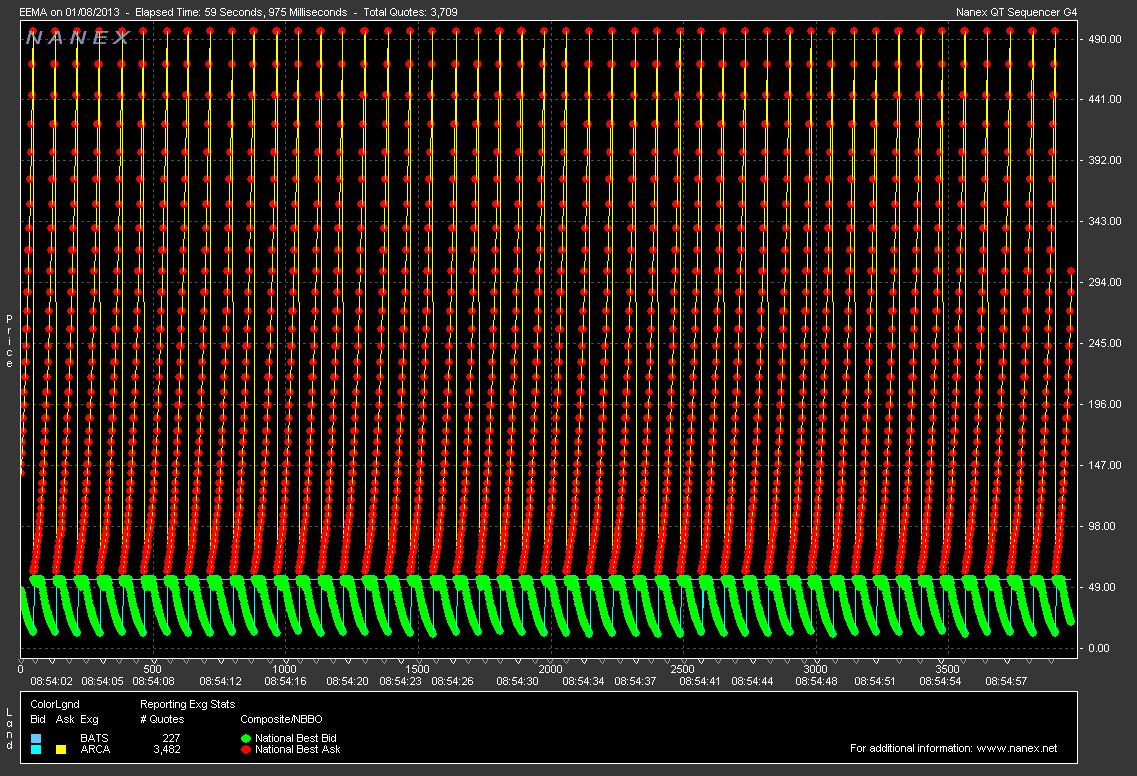 EEMA on 01/08/2013 - Elapsed Time: 59 Seconds, 975 Milliseconds - Total Quotes: 3,709
Nanex QT Sequencer G4
NANEX
490.00
441.00
392.00
343.00
294.00
245.00
196.00
147.00
98.00
49.00
0.00
Price
0 500 1000 1500 2000 2500 3000 3500
08:54:02 08:54:05 08:54:08 08:54:12 08:54:16 08:54:20 08:54:23 08:54:26 08:54:30 08:54:34 08:54:37 08:54:41 08:54:44 08:54:48 08:54:51 08:54:54 08:54:57
Lgnd
ColorLgnd Reporting Exg Stats
Bid Ask Exg # Quotes Composite/NBBO
BATS 227 National Best Bid
ARCA 3,482 National Best Ask
For additional information: www.nanex.net